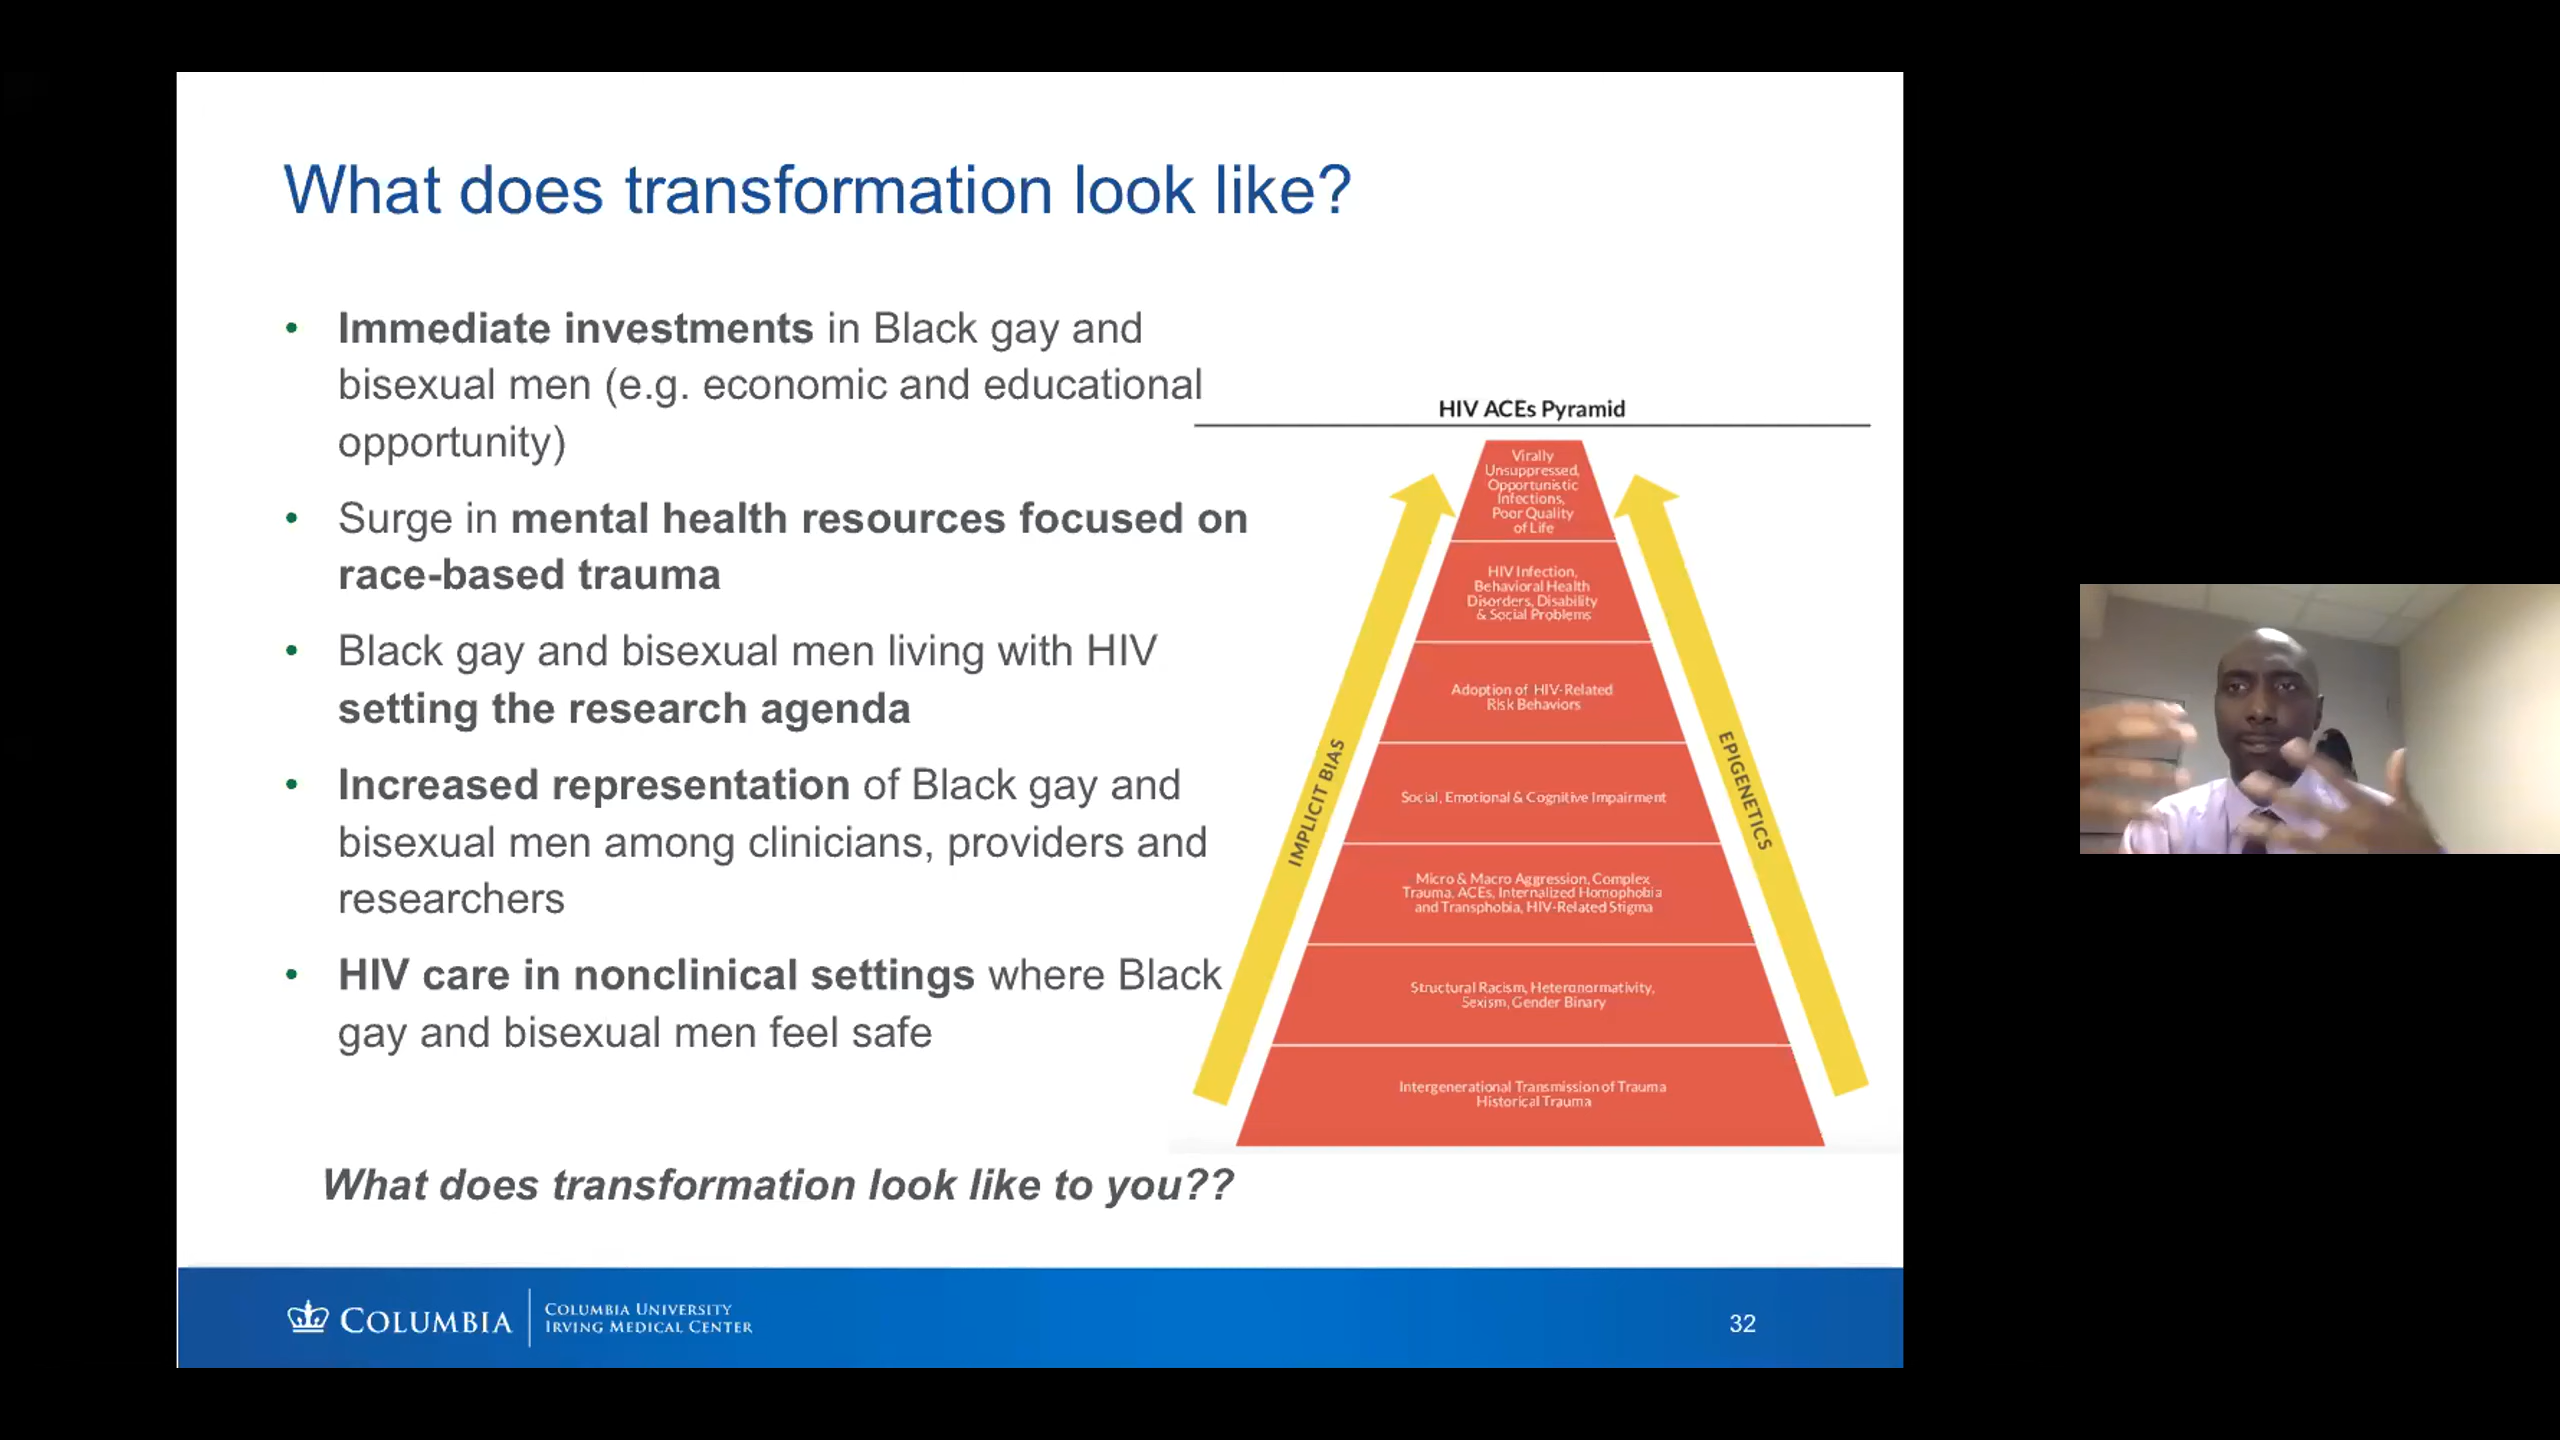 What does transformation look like?
• Immediate investments in Black gay and
bisexual men (e.g. economic and educational
opportunity)
• Surge in mental health resources focused on
race-based trauma
• Black gay and bisexual men living with HIV
setting the research agenda
• Increased representation of Black gay and
bisexual men among clinicians, providers and
researchers
• HIV care in nonclinical settings where Black
gay and bisexual men feel safe
What does transformation look like to you??
HIV ACEs Pyramid
Virally
Unsuppressed,
Opportunistic
Infections,
Poor Quality
of Life
HIV Infection,
Behavioral Health
Disorders, Disability
& Social Problems
Adoption of HIV-Related
Risk Behaviors
Social, Emotional & Cognitive Impairment
Micro & Macro Aggression, Complex
Trauma, ACEs, Internalized Homophobia
and Transphobia, HIV-Related Stigma
Structural Racism, Heteronormativity,
Sexism, Gender Binary
Intergenerational Transmission of Trauma
Historical Trauma
IMPLICIT BIAS
EPIGENETICS
COLUMBIA
COLUMBIA UNIVERSITY
IRVING MEDICAL CENTER
32